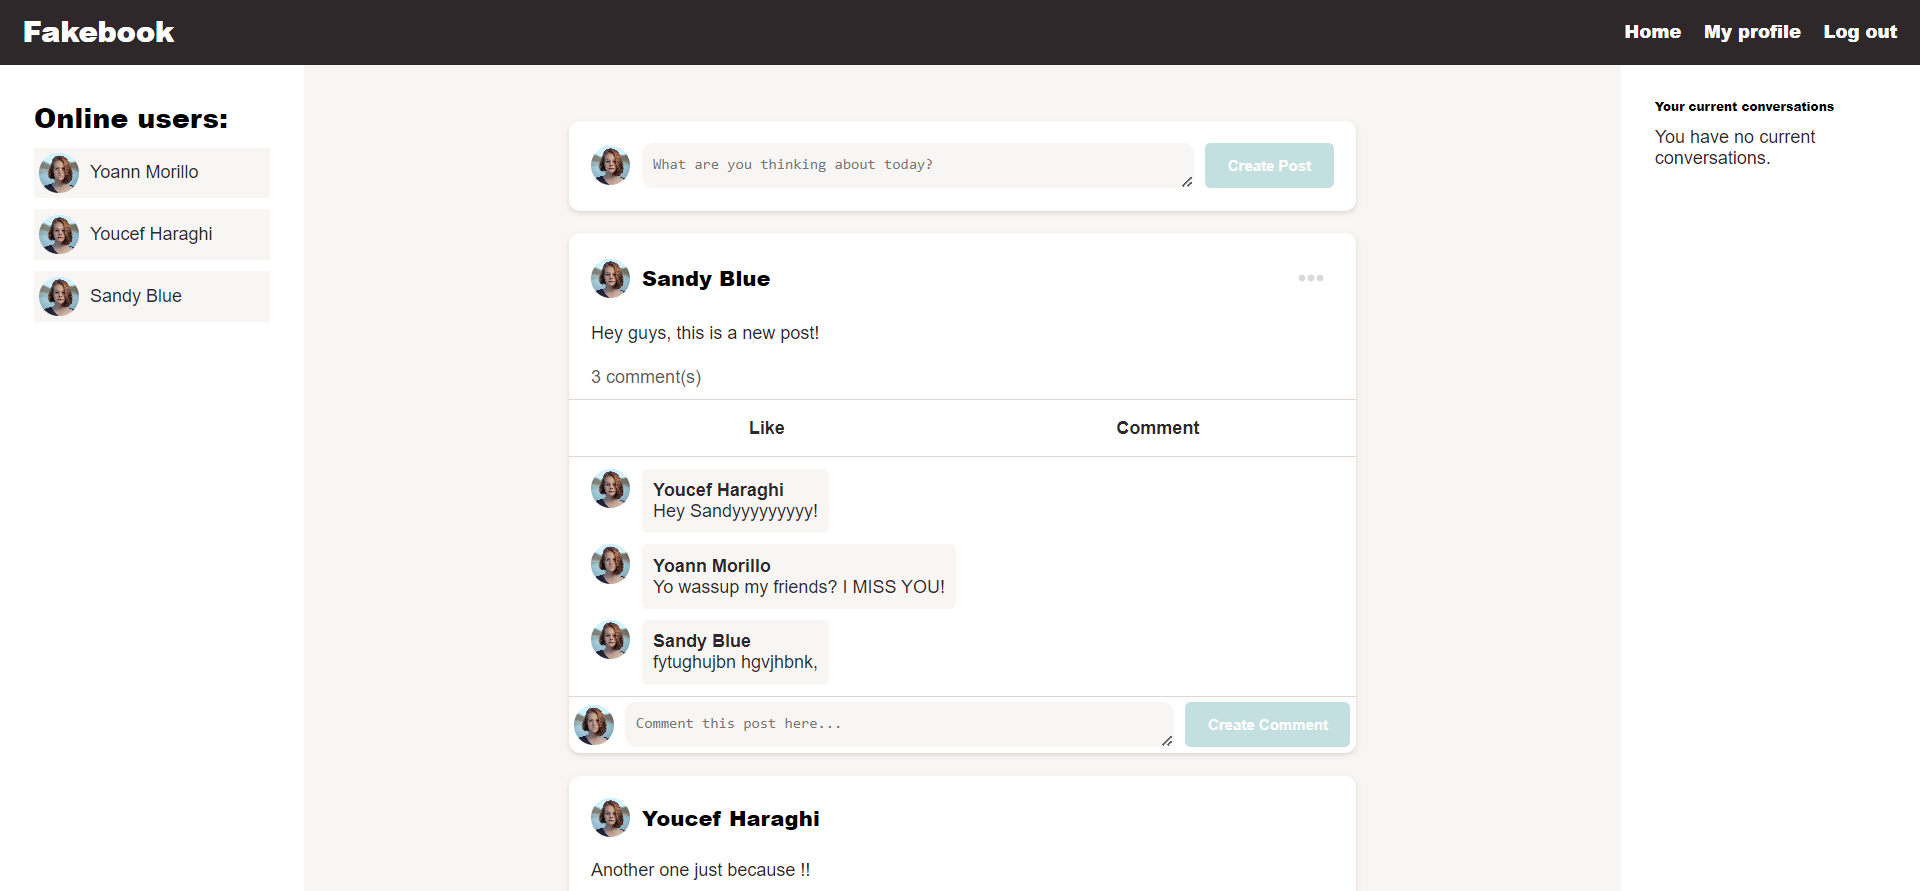 Fakebook
Home
My profile
Log out
Online users:
Yoann Morillo
Youcef Haraghi
Sandy Blue
What are you thinking about today?
Create Post
Sandy Blue
Hey guys, this is a new post!
3 comment(s)
Like
Comment
Youcef Haraghi
Hey Sandyyyyyyyyy!
Yoann Morillo
Yo wassup my friends? I MISS YOU!
Sandy Blue
fytughujbn hgvjhbnk,
Comment this post here...
Create Comment
Youcef Haraghi
Another one just because !!
Your current conversations
You have no current
conversations.